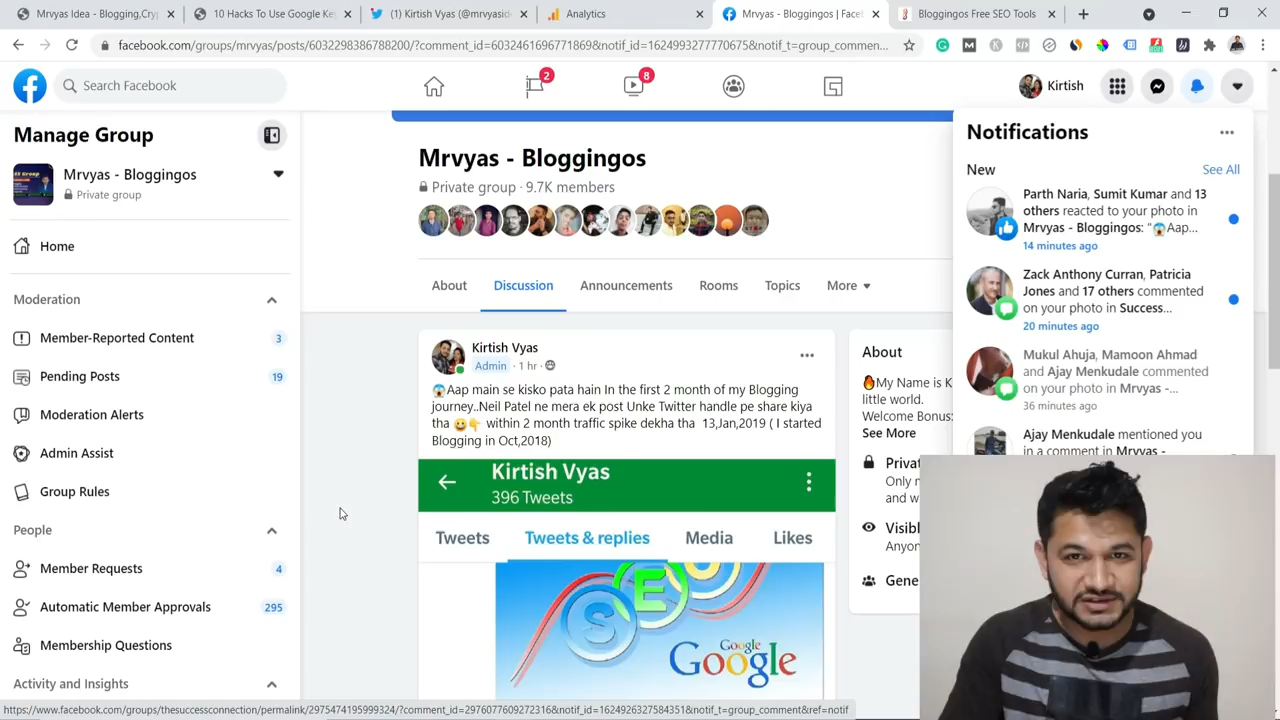 Mrvyas Idea - Blogging,Cryp
10 Hacks To Use Google Key
(1) Kirtish Vyas (@mrvyaside
Analytics
Mrvyas - Bloggingos | Faceb
Bloggingos Free SEO Tools
facebook.com/groups/mrvyas/posts/6032298386788200/?comment_id=6032461696771869&notif_id=1624993277770675&notif_t=group_commen...
Search Facebook
2
8
Kirtish
Manage Group
Mrvyas - Bloggingos
Private group
Home
Moderation
Member-Reported Content
3
Pending Posts
19
Moderation Alerts
Admin Assist
Group Rules
People
Member Requests
4
Automatic Member Approvals
295
Membership Questions
Activity and Insights
Mrvyas - Bloggingos
Private group · 9.7K members
About
Discussion
Announcements
Rooms
Topics
More
Kirtish Vyas
Admin · 1 hr ·
😱Aap main se kisko pata hain In the first 2 month of my Blogging
journey..Neil Patel ne mera ek post Unke Twitter handle pe share kiya
tha 😀👇 within 2 month traffic spike dekha tha 13,Jan,2019 ( I started
Blogging in Oct,2018)
Kirtish Vyas
396 Tweets
Tweets
Tweets & replies
Media
Likes
SEO
Google
Google
About
🔥My Name is K
little world.
Welcome Bonus:
See More
Privat
Only m
and w
Visibl
Anyon
Gene
Notifications
New
See All
Parth Naria, Sumit Kumar and 13
others reacted to your photo in
Mrvyas - Bloggingos: "😱Aap...
14 minutes ago
Zack Anthony Curran, Patricia
Jones and 17 others commented
on your photo in Success...
20 minutes ago
Mukul Ahuja, Mamoon Ahmad
and Ajay Menkudale commented
on your photo in Mrvyas -...
36 minutes ago
Ajay Menkudale mentioned you
in a comment in Mrvyas -
https://www.facebook.com/groups/thesuccessconnection/permalink/2975474195999324/?comment_id=2976077609272316&notif_id=1624926327584351&notif_t=group_comment&ref=notif